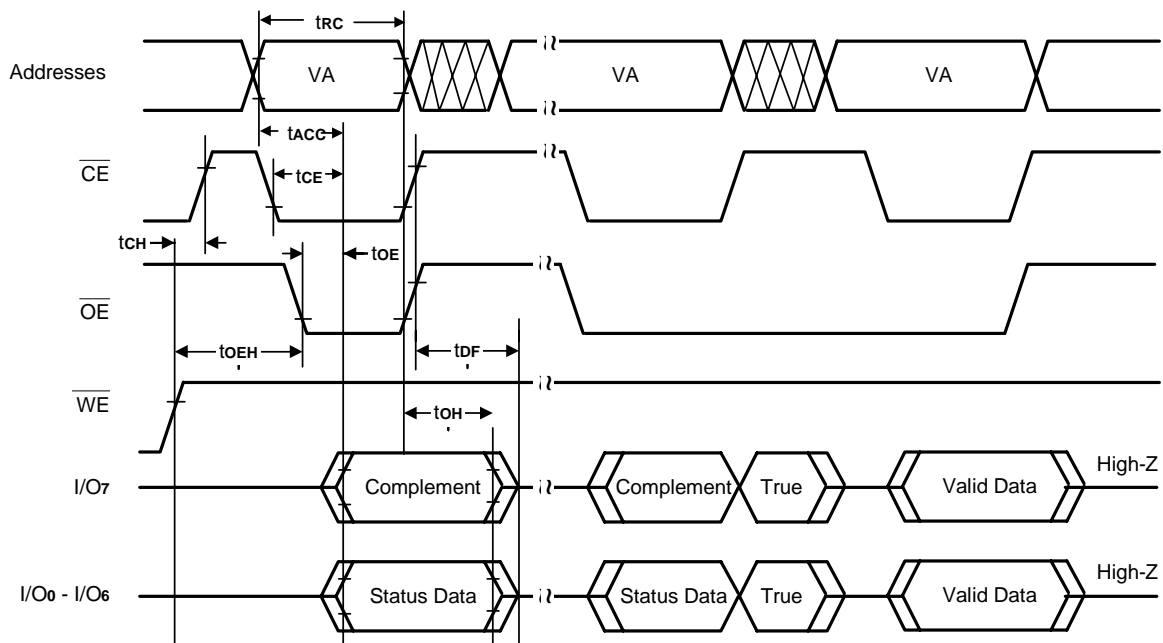 tRC
Addresses
VA
VA
VA
tACC
CE
tCE
tCH
tOE
OE
tOEH
tDF
WE
tOH
I/O7
Complement
Complement
True
Valid Data
High-Z
I/O0 - I/O6
Status Data
Status Data
True
Valid Data
High-Z